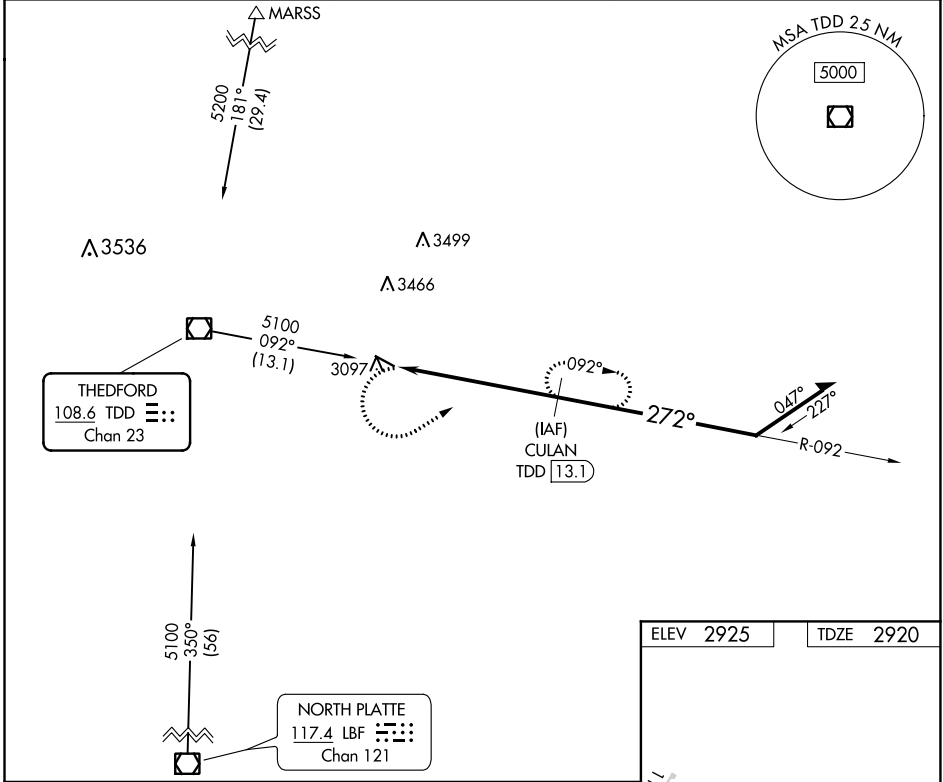 MARSS
MSA TDD 25 NM
5000
5200
181°
(29.4)
3536
3499
3466
5100
092°
(13.1)
3097
092°
THEDFORD
108.6 TDD
Chan 23
272°
047°
227°
R-092
(IAF)
CULAN
TDD 13.1
5100
350°
(56)
NORTH PLATTE
117.4 LBF
Chan 121
ELEV 2925
TDZE 2920